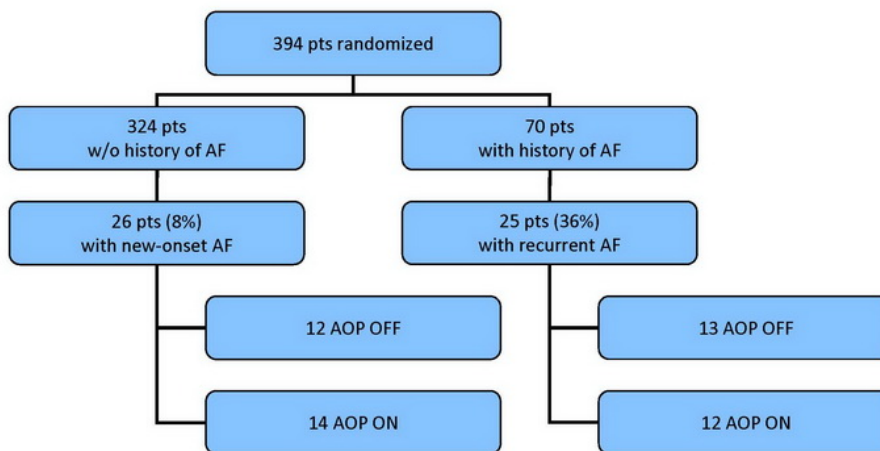 394 pts randomized
324 pts
w/o history of AF
70 pts
with history of AF
26 pts (8%)
with new-onset AF
25 pts (36%)
with recurrent AF
12 AOP OFF
13 AOP OFF
14 AOP ON
12 AOP ON